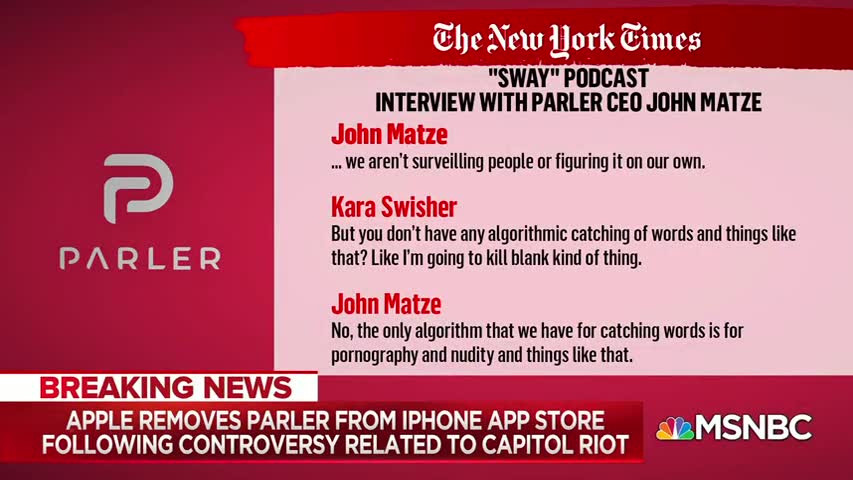 The New York Times
"SWAY" PODCAST
INTERVIEW WITH PARLER CEO JOHN MATZE
John Matze
... we aren't surveilling people or figuring it on our own.
Kara Swisher
But you don't have any algorithmic catching of words and things like
that? Like I'm going to kill blank kind of thing.
John Matze
No, the only algorithm that we have for catching words is for
pornography and nudity and things like that.
PARLER
BREAKING NEWS
APPLE REMOVES PARLER FROM IPHONE APP STORE
FOLLOWING CONTROVERSY RELATED TO CAPITOL RIOT
MSNBC